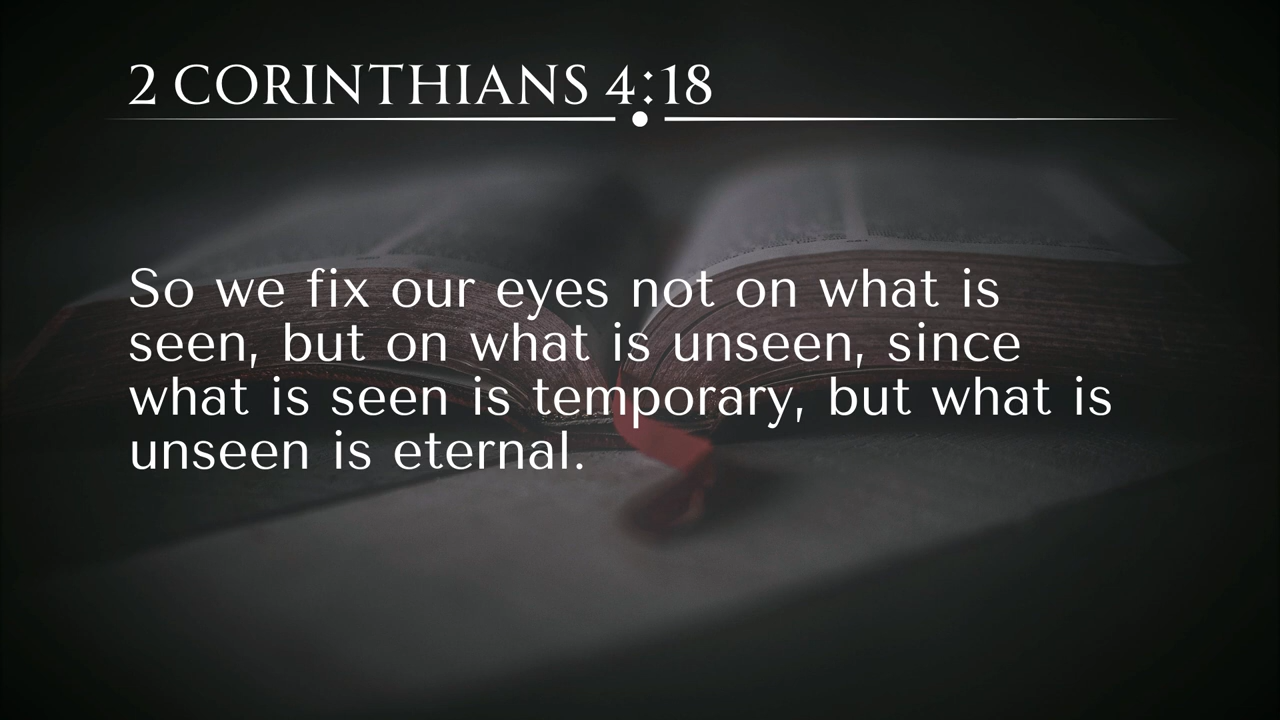 2 CORINTHIANS 4:18
So we fix our eyes not on what is
seen, but on what is unseen, since
what is seen is temporary, but what is
unseen is eternal.